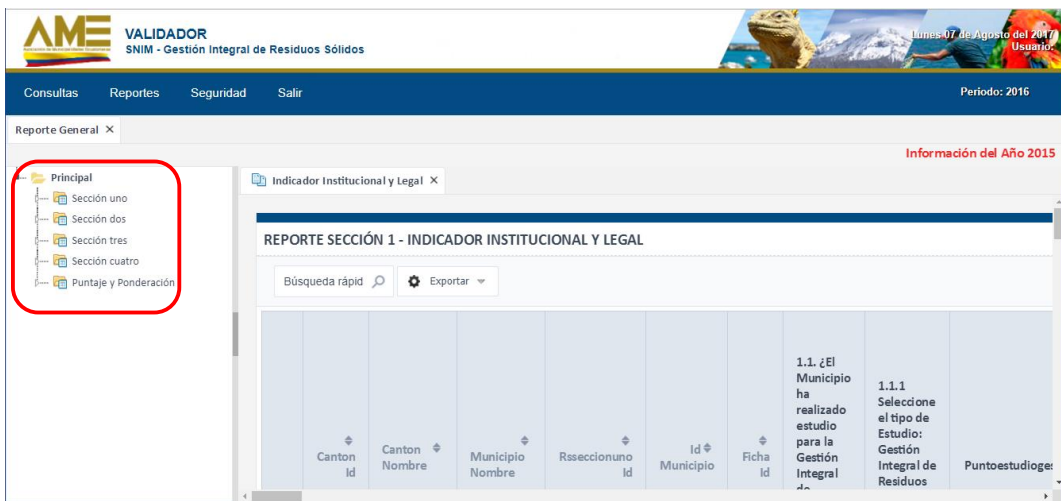 AME
VALIDADOR
SNIM - Gestión Integral de Residuos Sólidos
Lunes 07 de Agosto del 2017
Usuario:
Consultas Reportes Seguridad Salir
Periodo: 2016
Reporte General X
Información del Año 2015
Principal
Sección uno
Sección dos
Sección tres
Sección cuatro
Puntaje y Ponderación
Indicador Institucional y Legal X
REPORTE SECCIÓN 1 - INDICADOR INSTITUCIONAL Y LEGAL
Búsqueda rápid
Exportar
Canton
Id
Canton
Nombre
Municipio
Nombre
Rsseccionuno
Id
Id
Municipio
Ficha
Id
1.1. ¿El
Municipio
ha
realizado
estudio
para la
Gestión
Integral
de
1.1.1
Seleccione
el tipo de
Estudio:
Gestión
Integral de
Residuos
Puntoestudioges